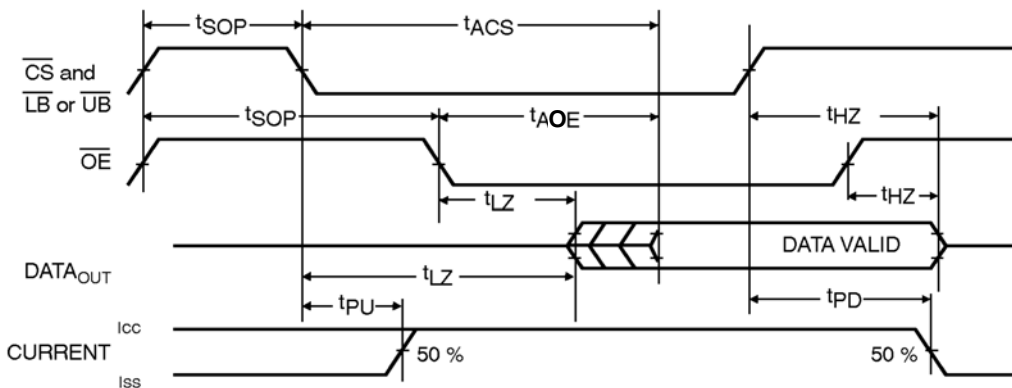 tSOP
tACS
CS and
LB or UB
tSOP
tAOE
tHZ
OE
tLZ
tHZ
DATA VALID
DATAOUT
tLZ
tPU
tPD
Icc
CURRENT
50 %
50 %
Iss